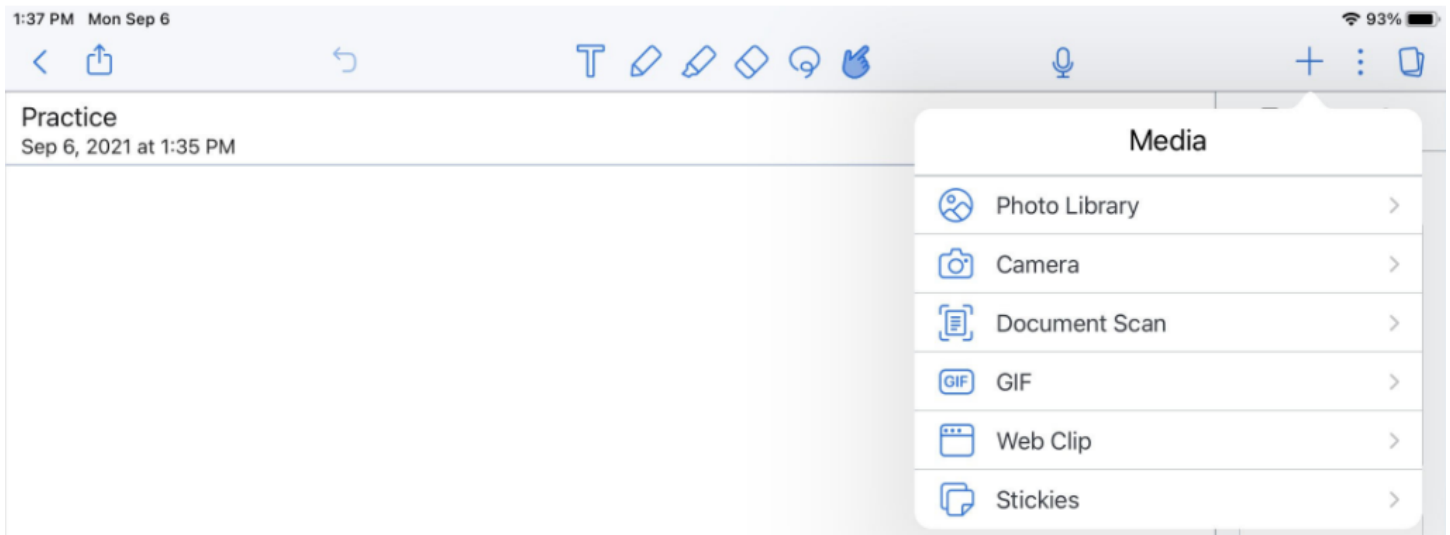 1:37 PM Mon Sep 6 93%
T
Practice
Sep 6, 2021 at 1:35 PM
Media
Photo Library
Camera
Document Scan
GIF GIF
Web Clip
Stickies